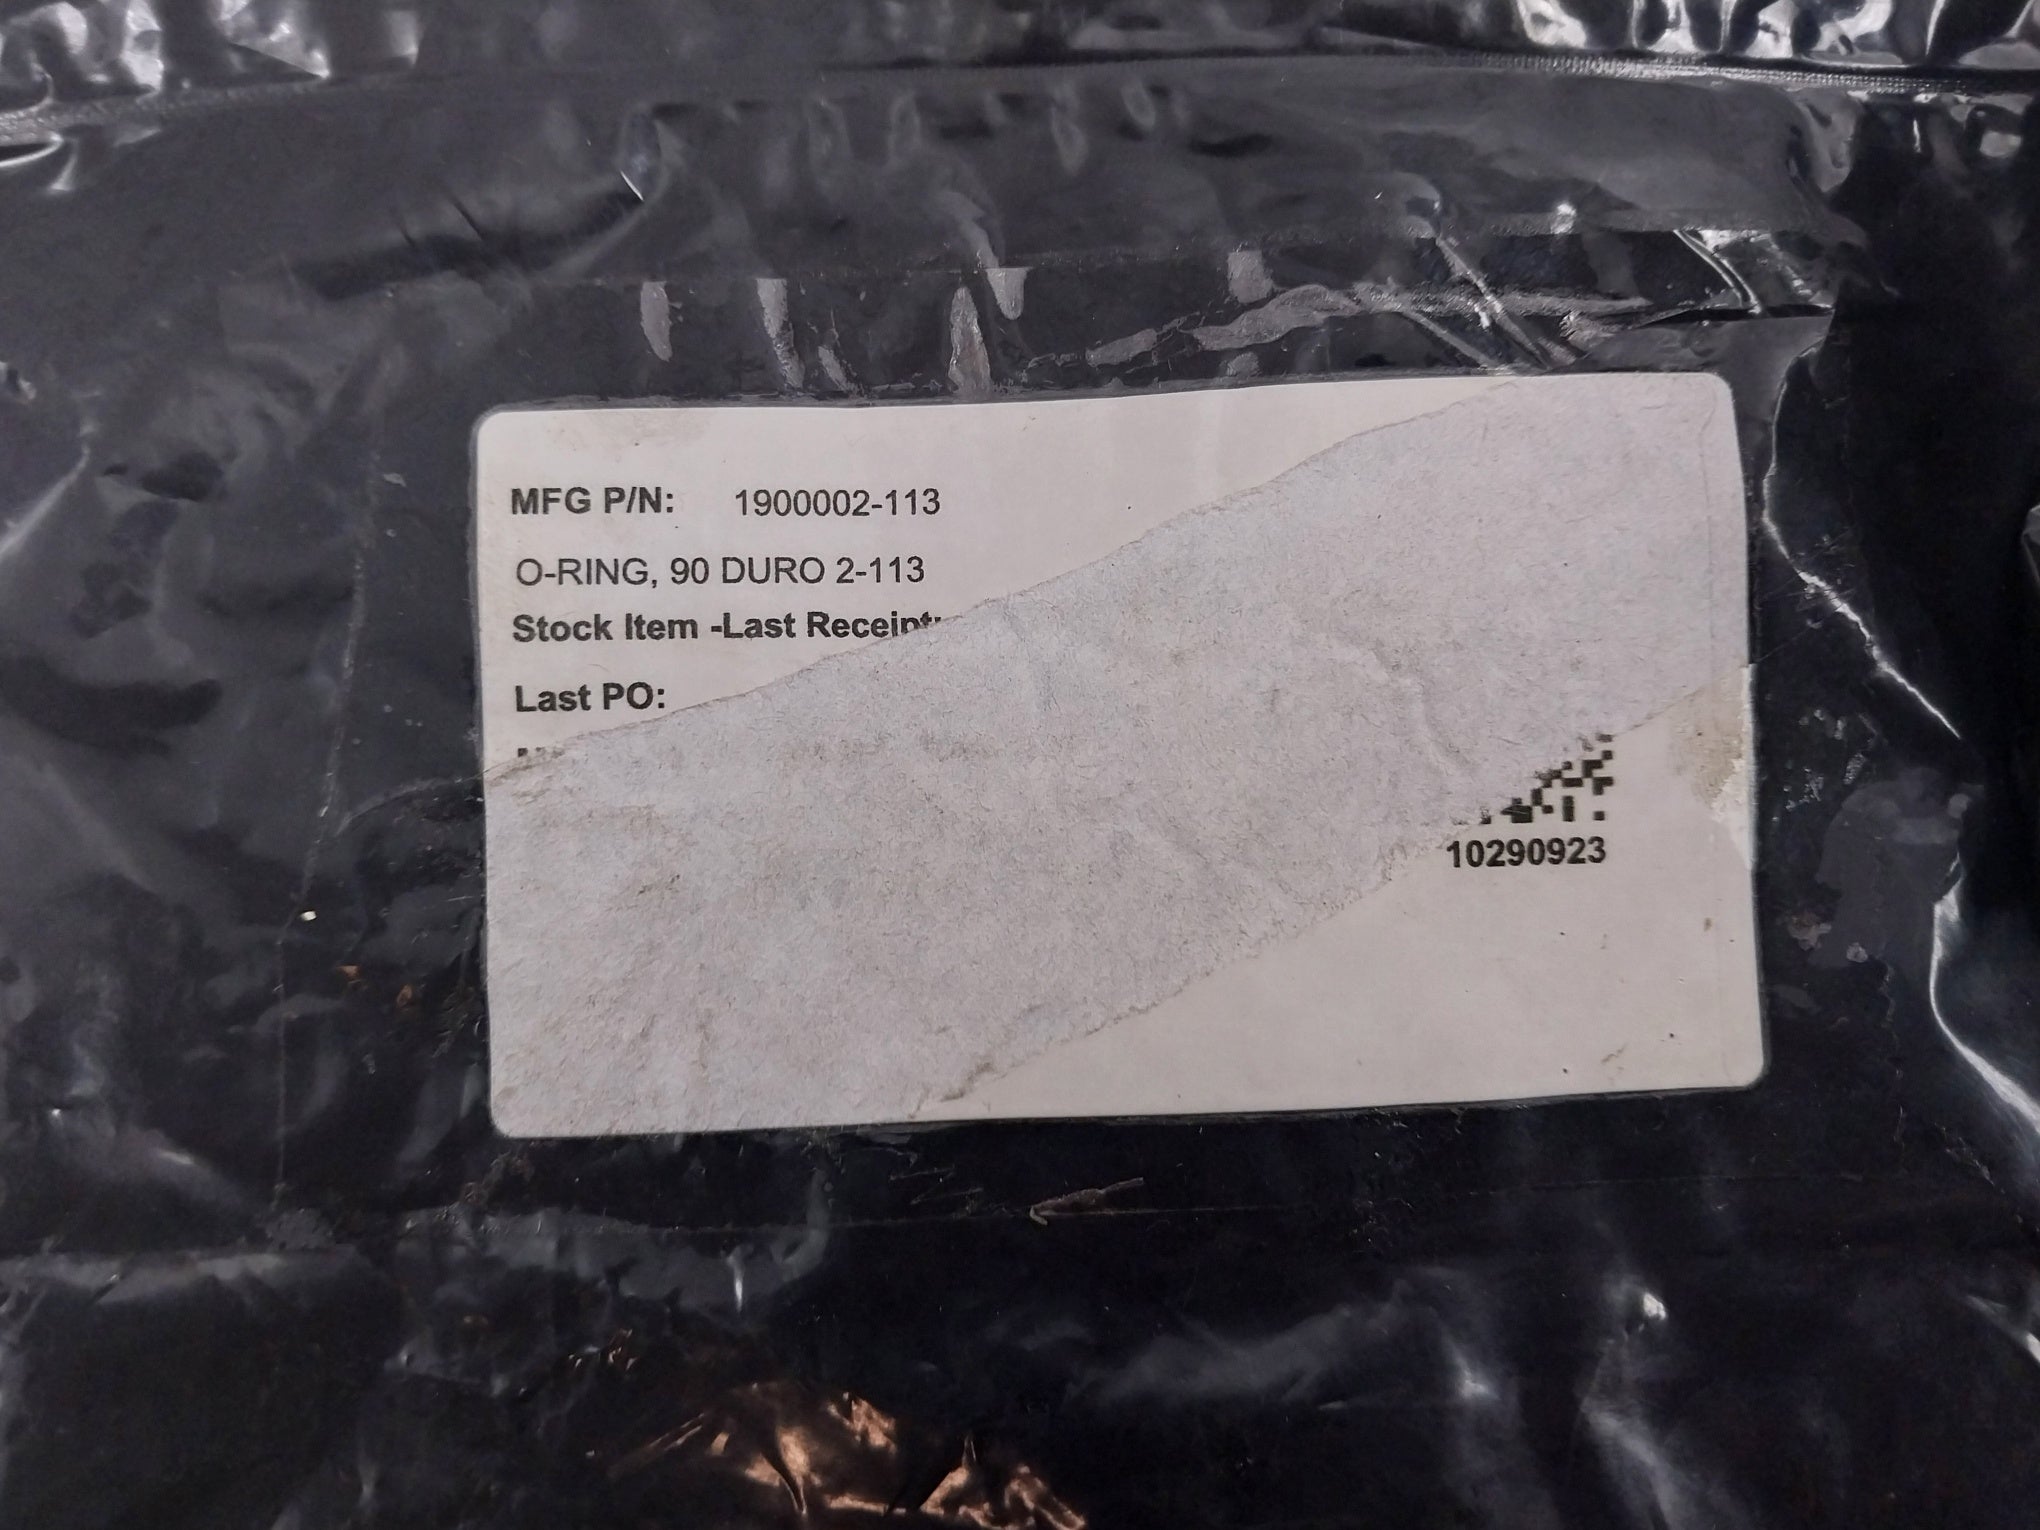 MFG P/N: 1900002-113
O-RING, 90 DURO 2-113
Stock Item -Last Receipt:
Last PO:
10290923